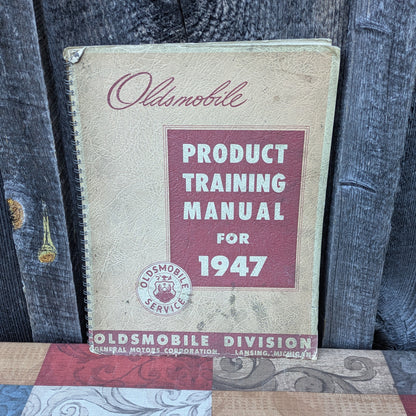 Oldsmobile
PRODUCT
TRAINING
MANUAL
FOR
1947
OLDSMOBILE
SERVICE
OLDSMOBILE DIVISION
GENERAL MOTORS CORPORATION, LANSING, MICHIGAN